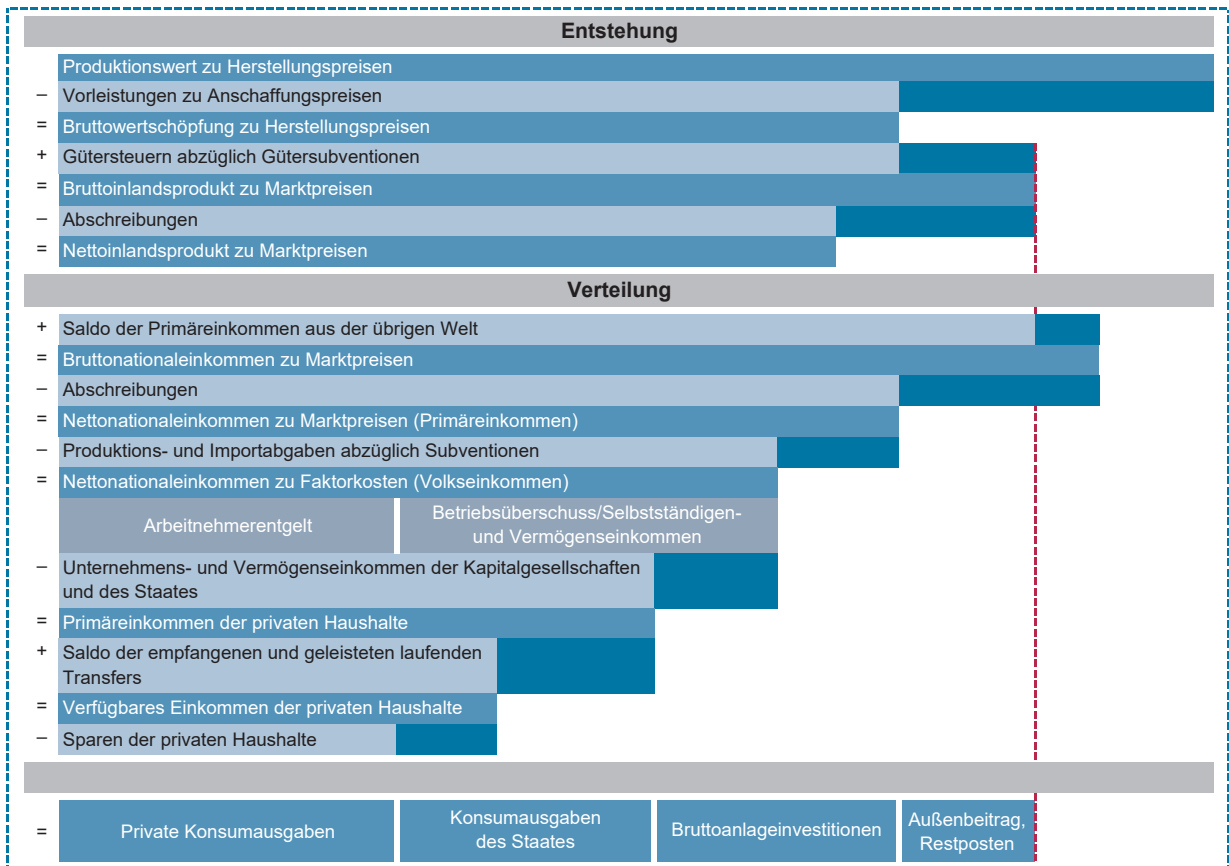 Entstehung
Produktionswert zu Herstellungspreisen
– Vorleistungen zu Anschaffungspreisen
= Bruttowertschöpfung zu Herstellungspreisen
+ Gütersteuern abzüglich Gütersubventionen
= Bruttoinlandsprodukt zu Marktpreisen
– Abschreibungen
= Nettoinlandsprodukt zu Marktpreisen
Verteilung
+ Saldo der Primäreinkommen aus der übrigen Welt
= Bruttonationaleinkommen zu Marktpreisen
– Abschreibungen
= Nettonationaleinkommen zu Marktpreisen (Primäreinkommen)
– Produktions- und Importabgaben abzüglich Subventionen
= Nettonationaleinkommen zu Faktorkosten (Volkseinkommen)
Arbeitnehmerentgelt
Betriebsüberschuss/Selbstständigen-
und Vermögenseinkommen
– Unternehmens- und Vermögenseinkommen der Kapitalgesellschaften
und des Staates
= Primäreinkommen der privaten Haushalte
+ Saldo der empfangenen und geleisteten laufenden
Transfers
= Verfügbares Einkommen der privaten Haushalte
– Sparen der privaten Haushalte
= Private Konsumausgaben
Konsumausgaben
des Staates
Bruttoanlageinvestitionen
Außenbeitrag,
Restposten